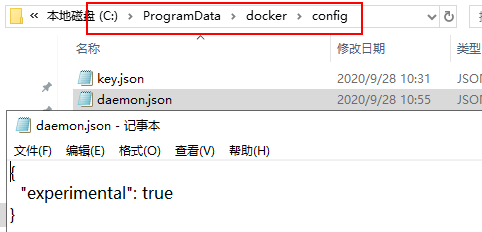 « 本地磁盘 (C:) › ProgramData › docker › config
名称 修改日期 类型
key.json 2020/9/28 10:31 JSON
daemon.json 2020/9/28 10:55 JSON
daemon.json - 记事本
文件(F) 编辑(E) 格式(O) 查看(V) 帮助(H)
{
"experimental": true
}